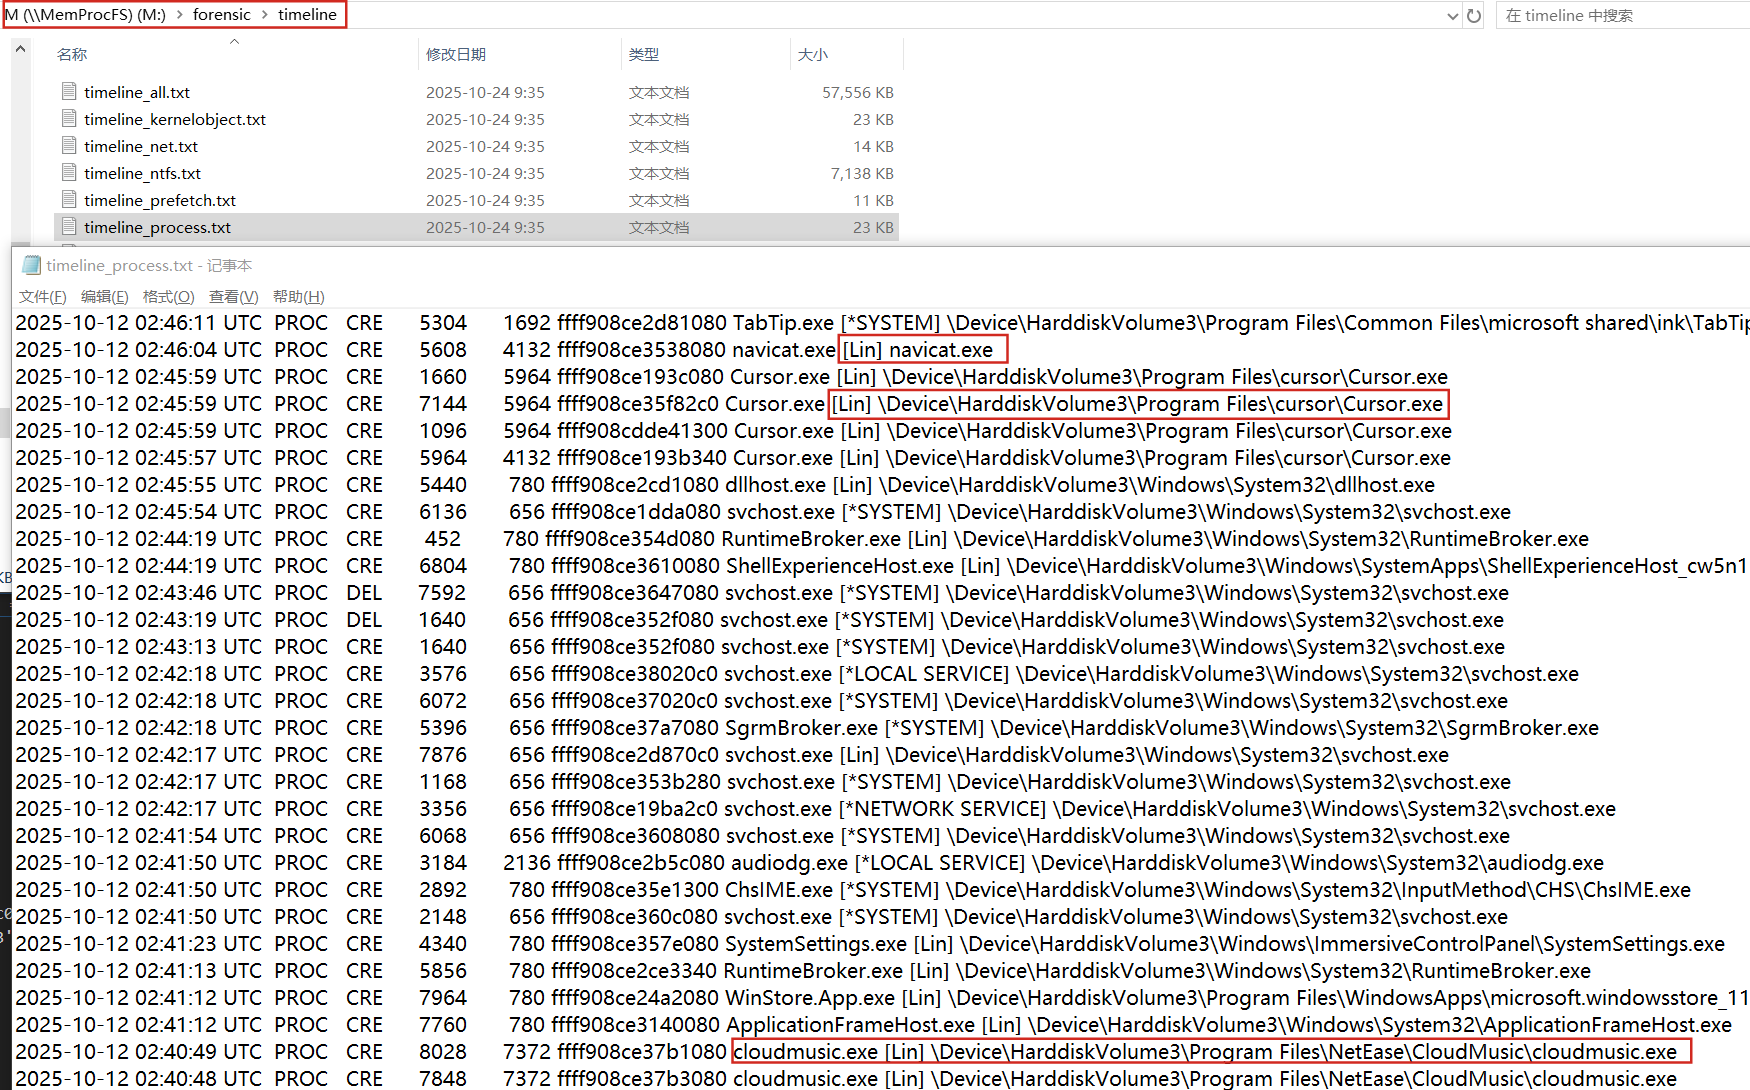 M (\\MemProcFS) (M:) > forensic > timeline
在 timeline 中搜索
名称 修改日期 类型 大小
timeline_all.txt 2025-10-24 9:35 文本文档 57,556 KB
timeline_kernelobject.txt 2025-10-24 9:35 文本文档 23 KB
timeline_net.txt 2025-10-24 9:35 文本文档 14 KB
timeline_ntfs.txt 2025-10-24 9:35 文本文档 7,138 KB
timeline_prefetch.txt 2025-10-24 9:35 文本文档 11 KB
timeline_process.txt 2025-10-24 9:35 文本文档 23 KB
timeline_process.txt - 记事本
文件(F) 编辑(E) 格式(O) 查看(V) 帮助(H)
2025-10-12 02:46:11 UTC PROC CRE 5304 1692 ffff908ce2d81080 TabTip.exe [*SYSTEM] \Device\HarddiskVolume3\Program Files\Common Files\microsoft shared\ink\TabTip
2025-10-12 02:46:04 UTC PROC CRE 5608 4132 ffff908ce3538080 navicat.exe [Lin] navicat.exe
2025-10-12 02:45:59 UTC PROC CRE 1660 5964 ffff908ce193c080 Cursor.exe [Lin] \Device\HarddiskVolume3\Program Files\cursor\Cursor.exe
2025-10-12 02:45:59 UTC PROC CRE 7144 5964 ffff908ce35f82c0 Cursor.exe [Lin] \Device\HarddiskVolume3\Program Files\cursor\Cursor.exe
2025-10-12 02:45:59 UTC PROC CRE 1096 5964 ffff908cdde41300 Cursor.exe [Lin] \Device\HarddiskVolume3\Program Files\cursor\Cursor.exe
2025-10-12 02:45:57 UTC PROC CRE 5964 4132 ffff908ce193b340 Cursor.exe [Lin] \Device\HarddiskVolume3\Program Files\cursor\Cursor.exe
2025-10-12 02:45:55 UTC PROC CRE 5440 780 ffff908ce2cd1080 dllhost.exe [Lin] \Device\HarddiskVolume3\Windows\System32\dllhost.exe
2025-10-12 02:45:54 UTC PROC CRE 6136 656 ffff908ce1dda080 svchost.exe [*SYSTEM] \Device\HarddiskVolume3\Windows\System32\svchost.exe
2025-10-12 02:44:19 UTC PROC CRE 452 780 ffff908ce354d080 RuntimeBroker.exe [Lin] \Device\HarddiskVolume3\Windows\System32\RuntimeBroker.exe
2025-10-12 02:44:19 UTC PROC CRE 6804 780 ffff908ce3610080 ShellExperienceHost.exe [Lin] \Device\HarddiskVolume3\Windows\SystemApps\ShellExperienceHost_cw5n1
2025-10-12 02:43:46 UTC PROC DEL 7592 656 ffff908ce3647080 svchost.exe [*SYSTEM] \Device\HarddiskVolume3\Windows\System32\svchost.exe
2025-10-12 02:43:19 UTC PROC DEL 1640 656 ffff908ce352f080 svchost.exe [*SYSTEM] \Device\HarddiskVolume3\Windows\System32\svchost.exe
2025-10-12 02:43:13 UTC PROC CRE 1640 656 ffff908ce352f080 svchost.exe [*SYSTEM] \Device\HarddiskVolume3\Windows\System32\svchost.exe
2025-10-12 02:42:18 UTC PROC CRE 3576 656 ffff908ce38020c0 svchost.exe [*LOCAL SERVICE] \Device\HarddiskVolume3\Windows\System32\svchost.exe
2025-10-12 02:42:18 UTC PROC CRE 6072 656 ffff908ce37020c0 svchost.exe [*SYSTEM] \Device\HarddiskVolume3\Windows\System32\svchost.exe
2025-10-12 02:42:18 UTC PROC CRE 5396 656 ffff908ce37a7080 SgrmBroker.exe [*SYSTEM] \Device\HarddiskVolume3\Windows\System32\SgrmBroker.exe
2025-10-12 02:42:17 UTC PROC CRE 7876 656 ffff908ce2d870c0 svchost.exe [Lin] \Device\HarddiskVolume3\Windows\System32\svchost.exe
2025-10-12 02:42:17 UTC PROC CRE 1168 656 ffff908ce353b280 svchost.exe [*SYSTEM] \Device\HarddiskVolume3\Windows\System32\svchost.exe
2025-10-12 02:42:17 UTC PROC CRE 3356 656 ffff908ce19ba2c0 svchost.exe [*NETWORK SERVICE] \Device\HarddiskVolume3\Windows\System32\svchost.exe
2025-10-12 02:41:54 UTC PROC CRE 6068 656 ffff908ce3608080 svchost.exe [*SYSTEM] \Device\HarddiskVolume3\Windows\System32\svchost.exe
2025-10-12 02:41:50 UTC PROC CRE 3184 2136 ffff908ce2b5c080 audiodg.exe [*LOCAL SERVICE] \Device\HarddiskVolume3\Windows\System32\audiodg.exe
2025-10-12 02:41:50 UTC PROC CRE 2892 780 ffff908ce35e1300 ChsIME.exe [*SYSTEM] \Device\HarddiskVolume3\Windows\System32\InputMethod\CHS\ChsIME.exe
2025-10-12 02:41:50 UTC PROC CRE 2148 656 ffff908ce360c080 svchost.exe [*SYSTEM] \Device\HarddiskVolume3\Windows\System32\svchost.exe
2025-10-12 02:41:23 UTC PROC CRE 4340 780 ffff908ce357e080 SystemSettings.exe [Lin] \Device\HarddiskVolume3\Windows\ImmersiveControlPanel\SystemSettings.exe
2025-10-12 02:41:13 UTC PROC CRE 5856 780 ffff908ce2ce3340 RuntimeBroker.exe [Lin] \Device\HarddiskVolume3\Windows\System32\RuntimeBroker.exe
2025-10-12 02:41:12 UTC PROC CRE 7964 780 ffff908ce24a2080 WinStore.App.exe [Lin] \Device\HarddiskVolume3\Program Files\WindowsApps\microsoft.windowsstore_11
2025-10-12 02:41:12 UTC PROC CRE 7760 780 ffff908ce3140080 ApplicationFrameHost.exe [Lin] \Device\HarddiskVolume3\Windows\System32\ApplicationFrameHost.exe
2025-10-12 02:40:49 UTC PROC CRE 8028 7372 ffff908ce37b1080 cloudmusic.exe [Lin] \Device\HarddiskVolume3\Program Files\NetEase\CloudMusic\cloudmusic.exe
2025-10-12 02:40:48 UTC PROC CRE 7848 7372 ffff908ce37b3080 cloudmusic.exe [Lin] \Device\HarddiskVolume3\Program Files\NetEase\CloudMusic\cloudmusic.exe